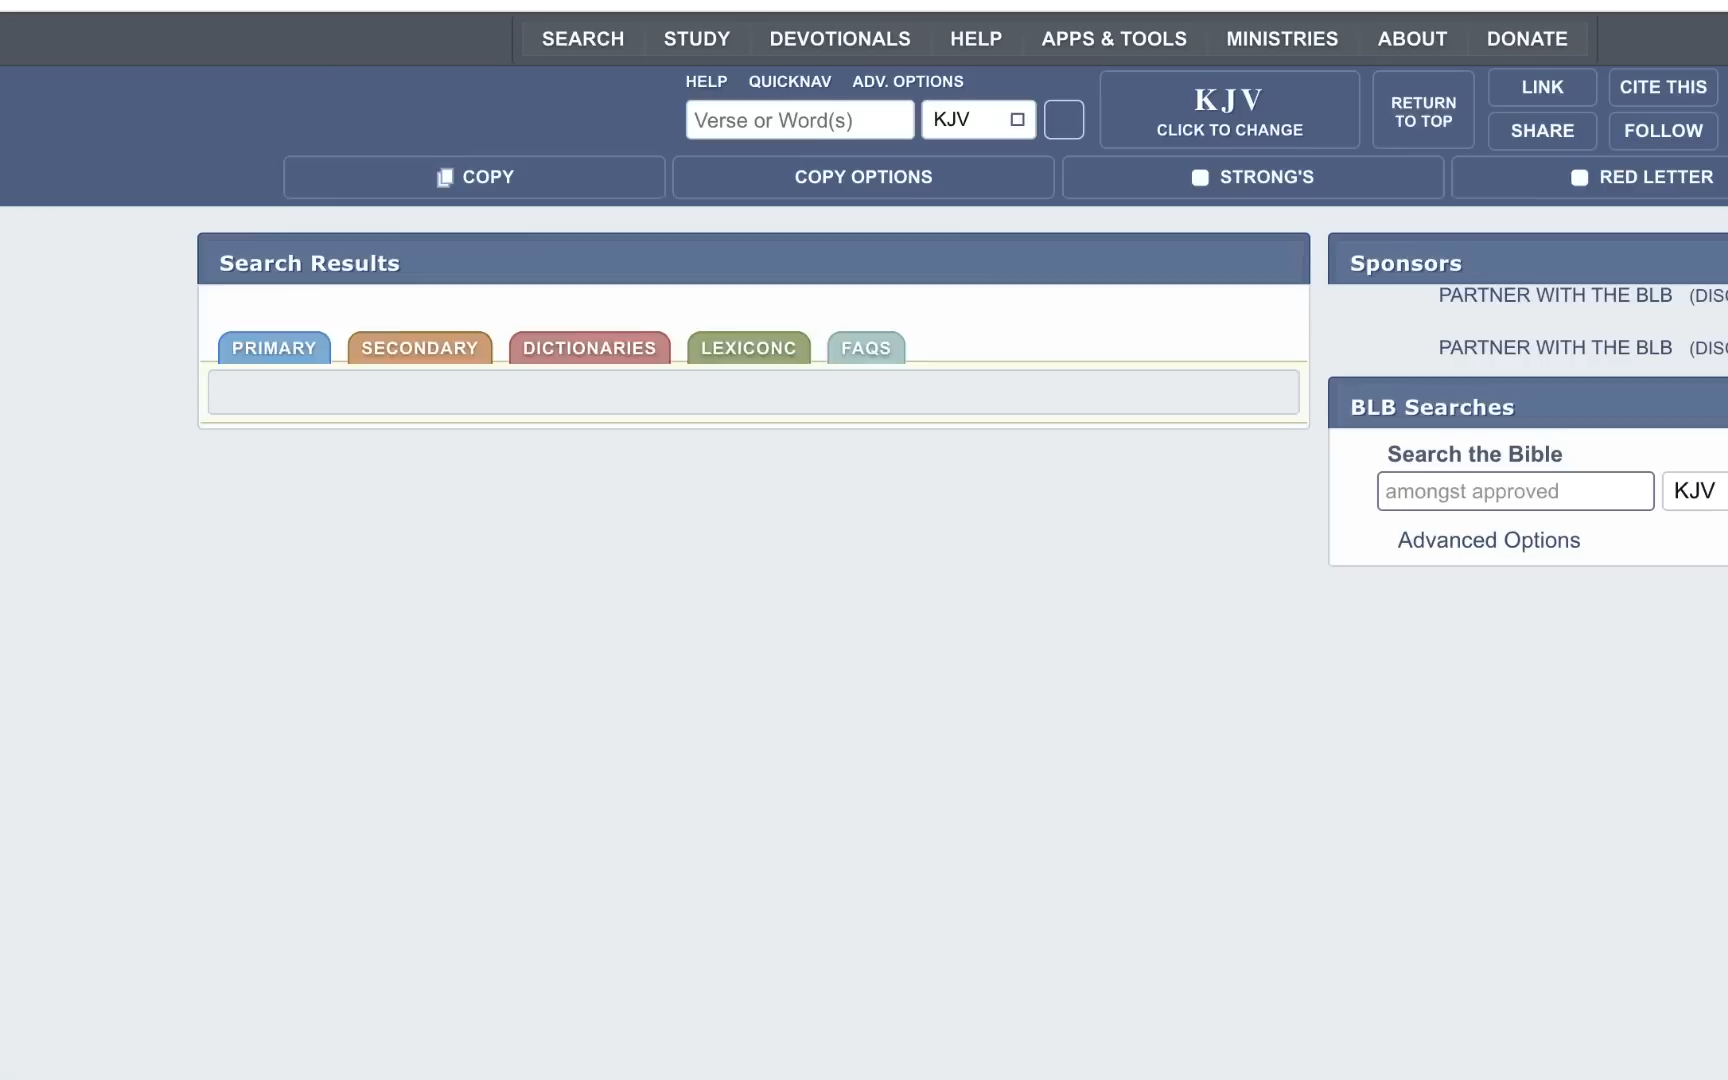 SEARCH STUDY DEVOTIONALS HELP APPS & TOOLS MINISTRIES ABOUT DONATE
HELP QUICKNAV ADV. OPTIONS
Verse or Word(s) KJV
KJV
CLICK TO CHANGE
RETURN
TO TOP
LINK CITE THIS
SHARE FOLLOW
COPY COPY OPTIONS STRONG'S RED LETTER
Search Results
PRIMARY SECONDARY DICTIONARIES LEXICONC FAQS
Sponsors
PARTNER WITH THE BLB (DISC
PARTNER WITH THE BLB (DISC
BLB Searches
Search the Bible
amongst approved KJV
Advanced Options